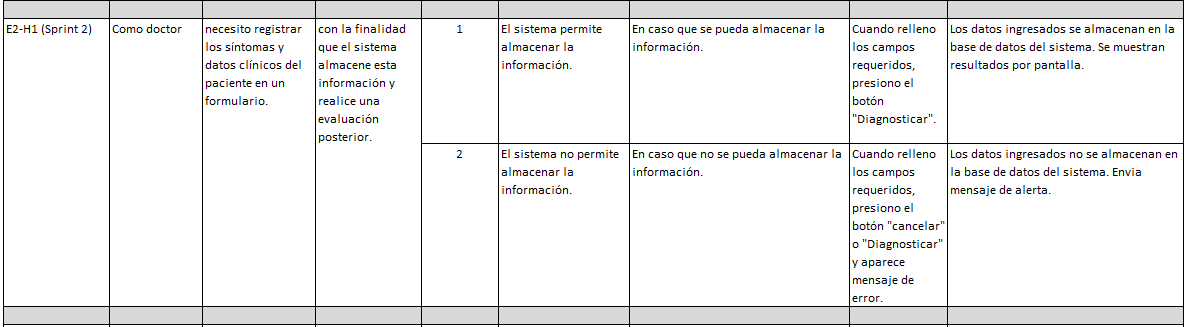 E2-H1 (Sprint 2)
Como doctor
necesito registrar
los síntomas y
datos clínicos del
paciente en un
formulario.
con la finalidad
que el sistema
almacene esta
información y
realice una
evaluación
posterior.
1
El sistema permite
almacenar la
información.
En caso que se pueda almacenar la
información.
Cuando relleno
los campos
requeridos,
presiono el
botón
"Diagnosticar".
Los datos ingresados se almacenan en la
base de datos del sistema. Se muestran
resultados por pantalla.
2
El sistema no permite
almacenar la
información.
En caso que no se pueda almacenar la
información.
Cuando relleno
los campos
requeridos,
presiono el
botón "cancelar"
o "Diagnosticar"
y aparece
mensaje de
error.
Los datos ingresados no se almacenan en
la base de datos del sistema. Envia
mensaje de alerta.